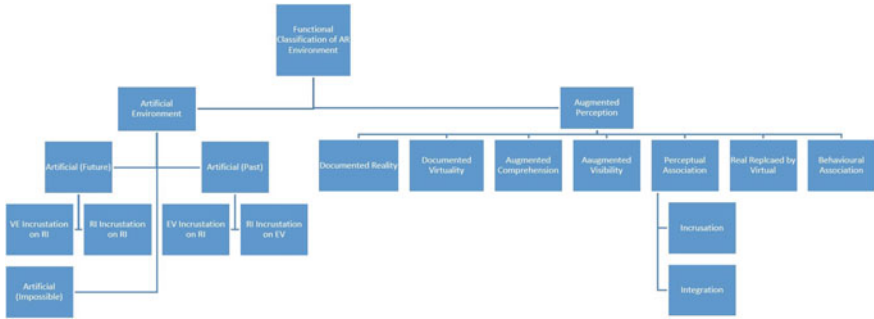 Functional
Classification of AR
Environment
Artificial
Environment
Augmented
Perception
Artificial (Future)
Artificial (Past)
Documented Reality
Documented
Virtuality
Augmented
Comprehension
Aaugmented
Visibility
Perceptual
Association
Real Replcaed by
Virtual
Behavioural
Association
VE Incrustation
on RI
RI Incustation
on RI
EV Incrustation
on RI
RI Incustation
on EV
Incrusation
Artificial
(Impossible)
Integration